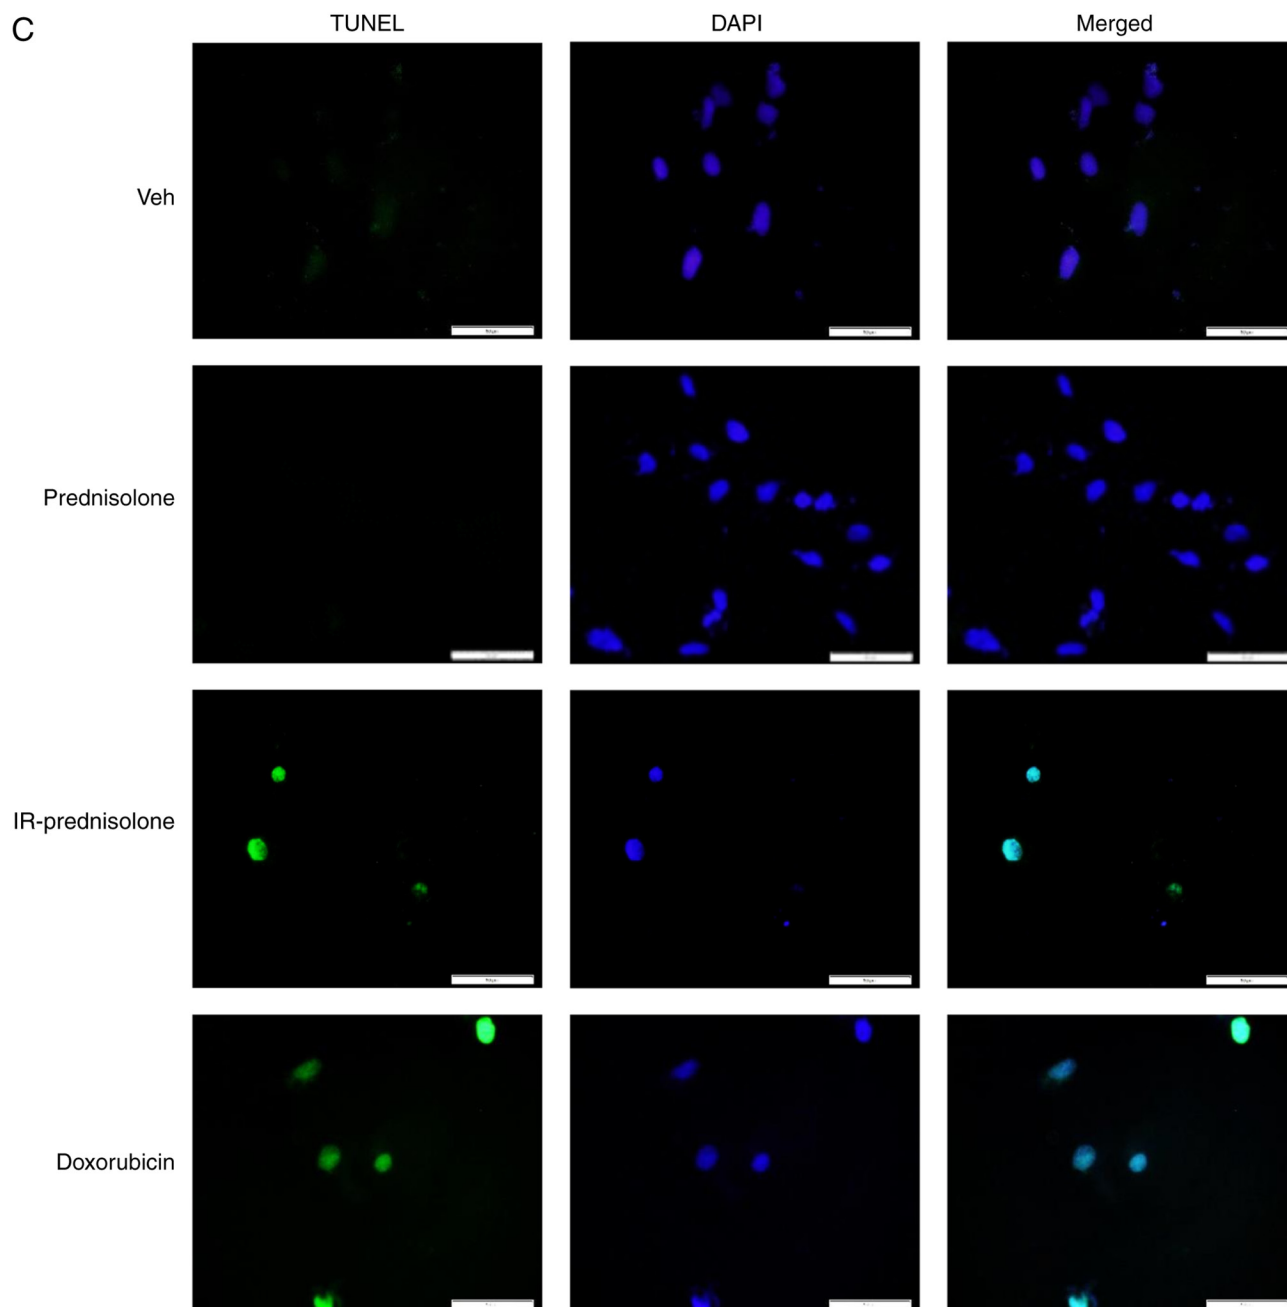 C
TUNEL DAPI Merged
Veh
Prednisolone
IR-prednisolone
Doxorubicin